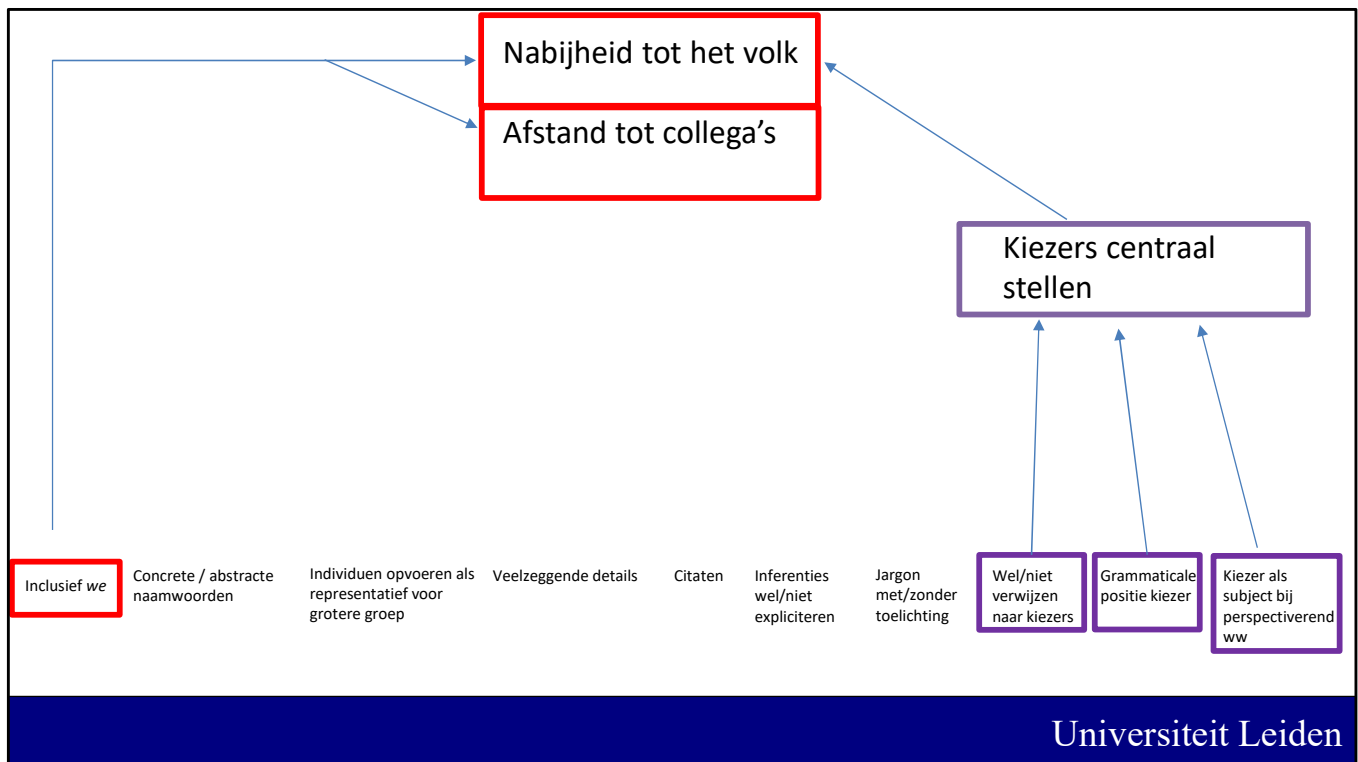 Nabijheid tot het volk
Afstand tot collega's
Kiezers centraal
stellen
Inclusief we
Concrete / abstracte
naamwoorden
Individuen opvoeren als
representatief voor
grotere groep
Veelzeggende details
Citaten
Inferenties
wel/niet
expliciteren
Jargon
met/zonder
toelichting
Wel/niet
verwijzen
naar kiezers
Grammaticale
positie kiezer
Kiezer als
subject bij
perspectiverend
ww
Universiteit Leiden